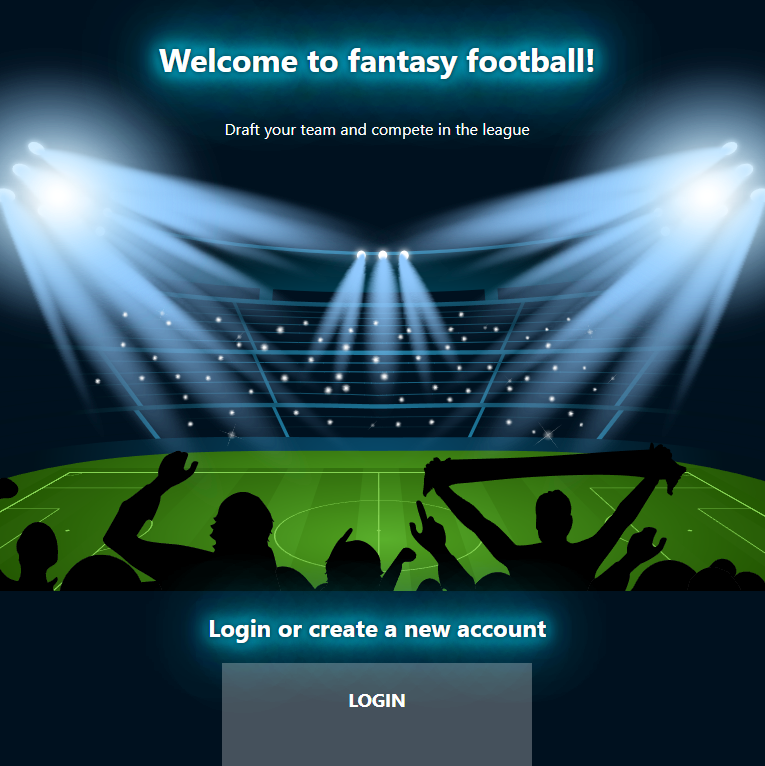 Welcome to fantasy football!
Draft your team and compete in the league
Login or create a new account
LOGIN